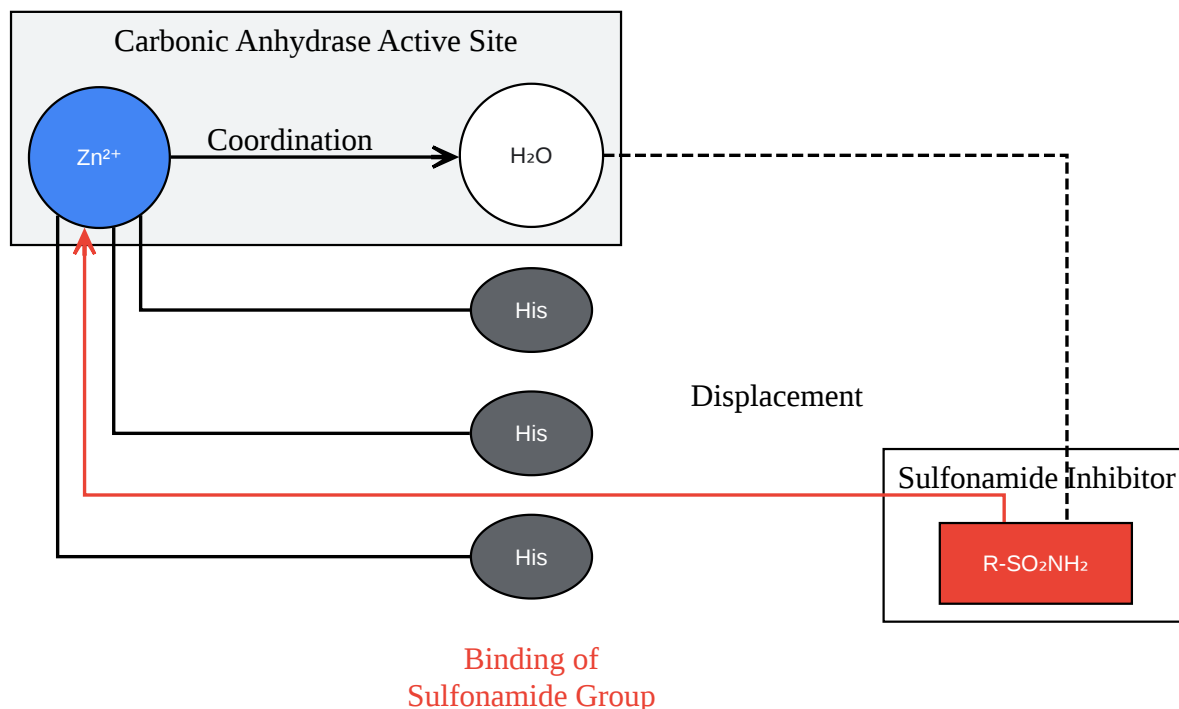 Carbonic Anhydrase Active Site
Zn²⁺
Coordination
H₂O
His
His
Displacement
Sulfonamide Inhibitor
His
R-SO₂NH₂
Binding of
Sulfonamide Group